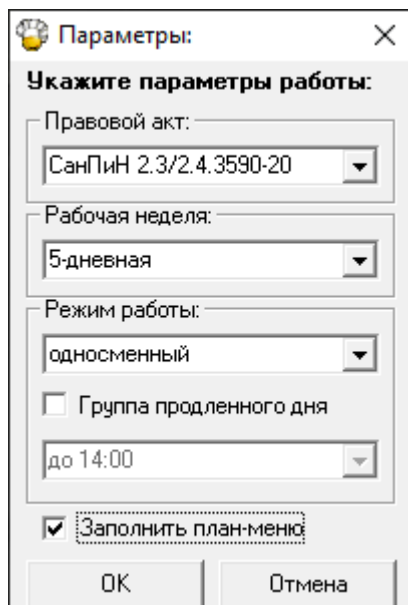 Параметры:
Укажите параметры работы:
Правовой акт:
СанПиН 2.3/2.4.3590-20
Рабочая неделя:
5-дневная
Режим работы:
односменный
Группа продленного дня
до 14:00
Заполнить план-меню
OK Отмена